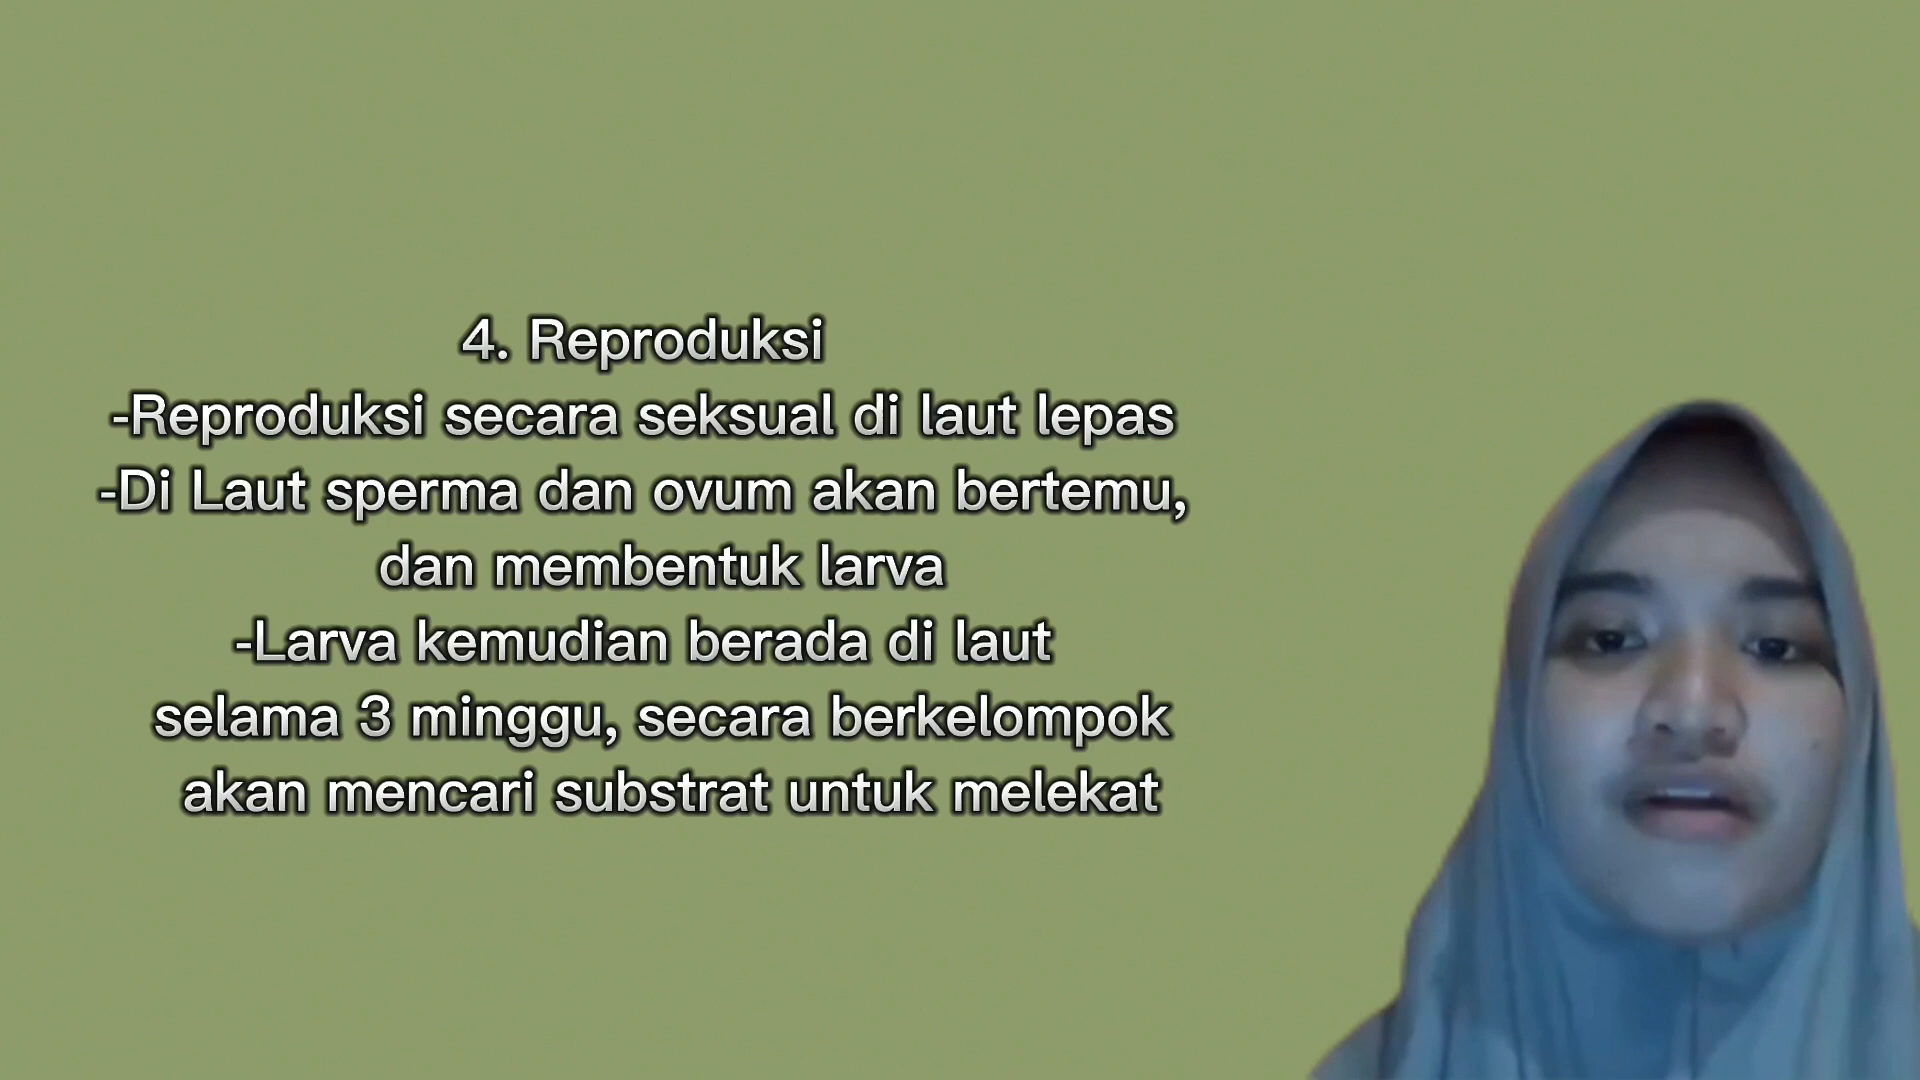 4. Reproduksi
-Reproduksi secara seksual di laut lepas
-Di Laut sperma dan ovum akan bertemu,
dan membentuk larva
-Larva kemudian berada di laut
selama 3 minggu, secara berkelompok
akan mencari substrat untuk melekat